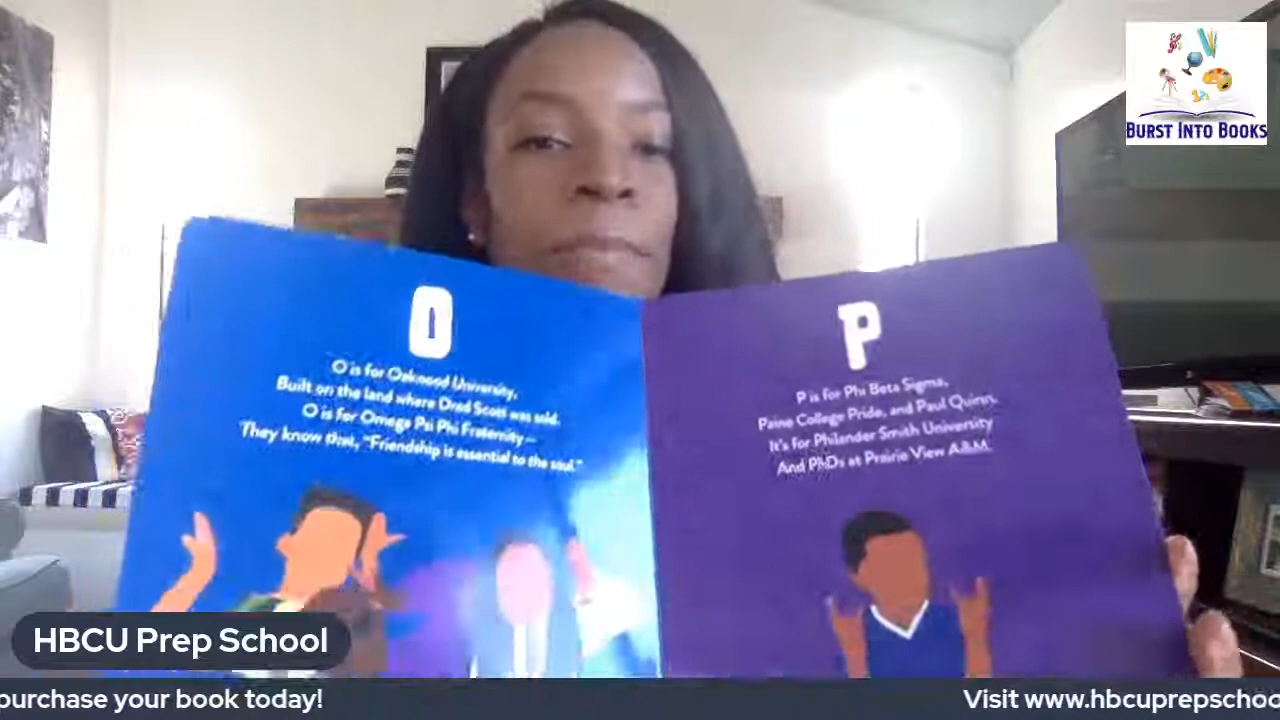 BURST INTO BOOKS
O
O is for Oakwood University,
Built on the land where Dred Scott was sold.
O is for Omega Psi Phi Fraternity—
They know that, "Friendship is essential to the soul."
P
P is for Phi Beta Sigma,
Paine College Pride, and Paul Quinn.
It's for Philander Smith University
And PhDs at Prairie View A&M.
HBCU Prep School
purchase your book today!
Visit www.hbcuprepschoo